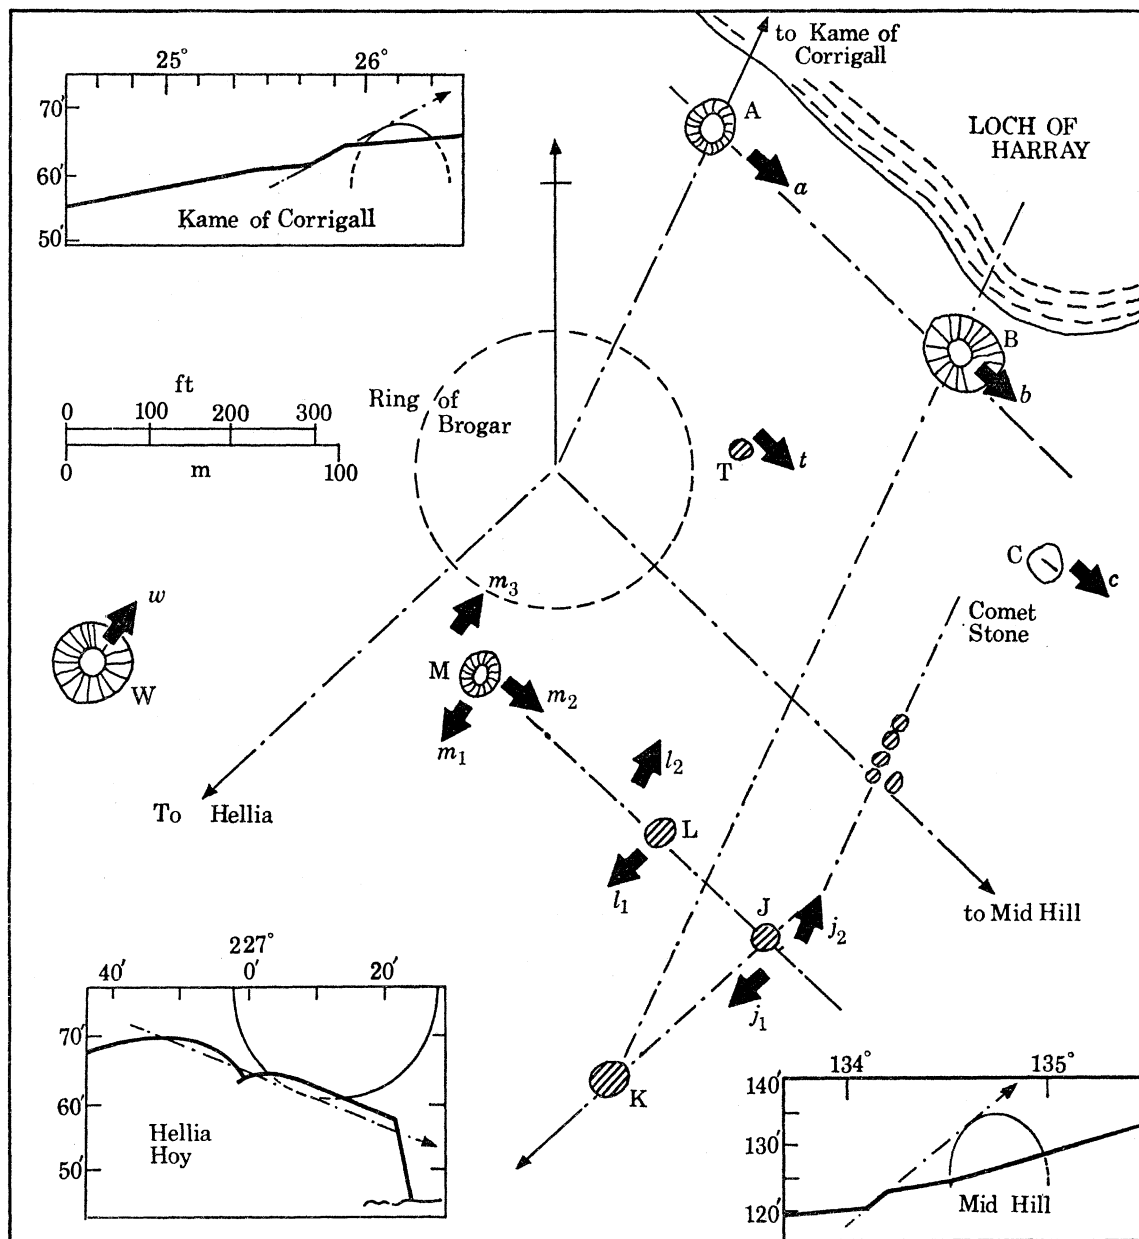 25° 26°
70′
60′
50′
Kame of Corrigall
to Kame of
Corrigall
A
LOCH OF
HARRAY
a
B
b
ft
0 100 200 300
0 m 100
Ring of
Brogar
T
t
C
c
Comet
Stone
w
W
m₃
M
m₂
m₁
l₂
L
l₁
To Hellia
J
j₂
j₁
K
to Mid Hill
227°
40′ 0′ 20′
70′
60′
50′
Hellia
Hoy
134° 135°
140′
130′
120′
Mid Hill